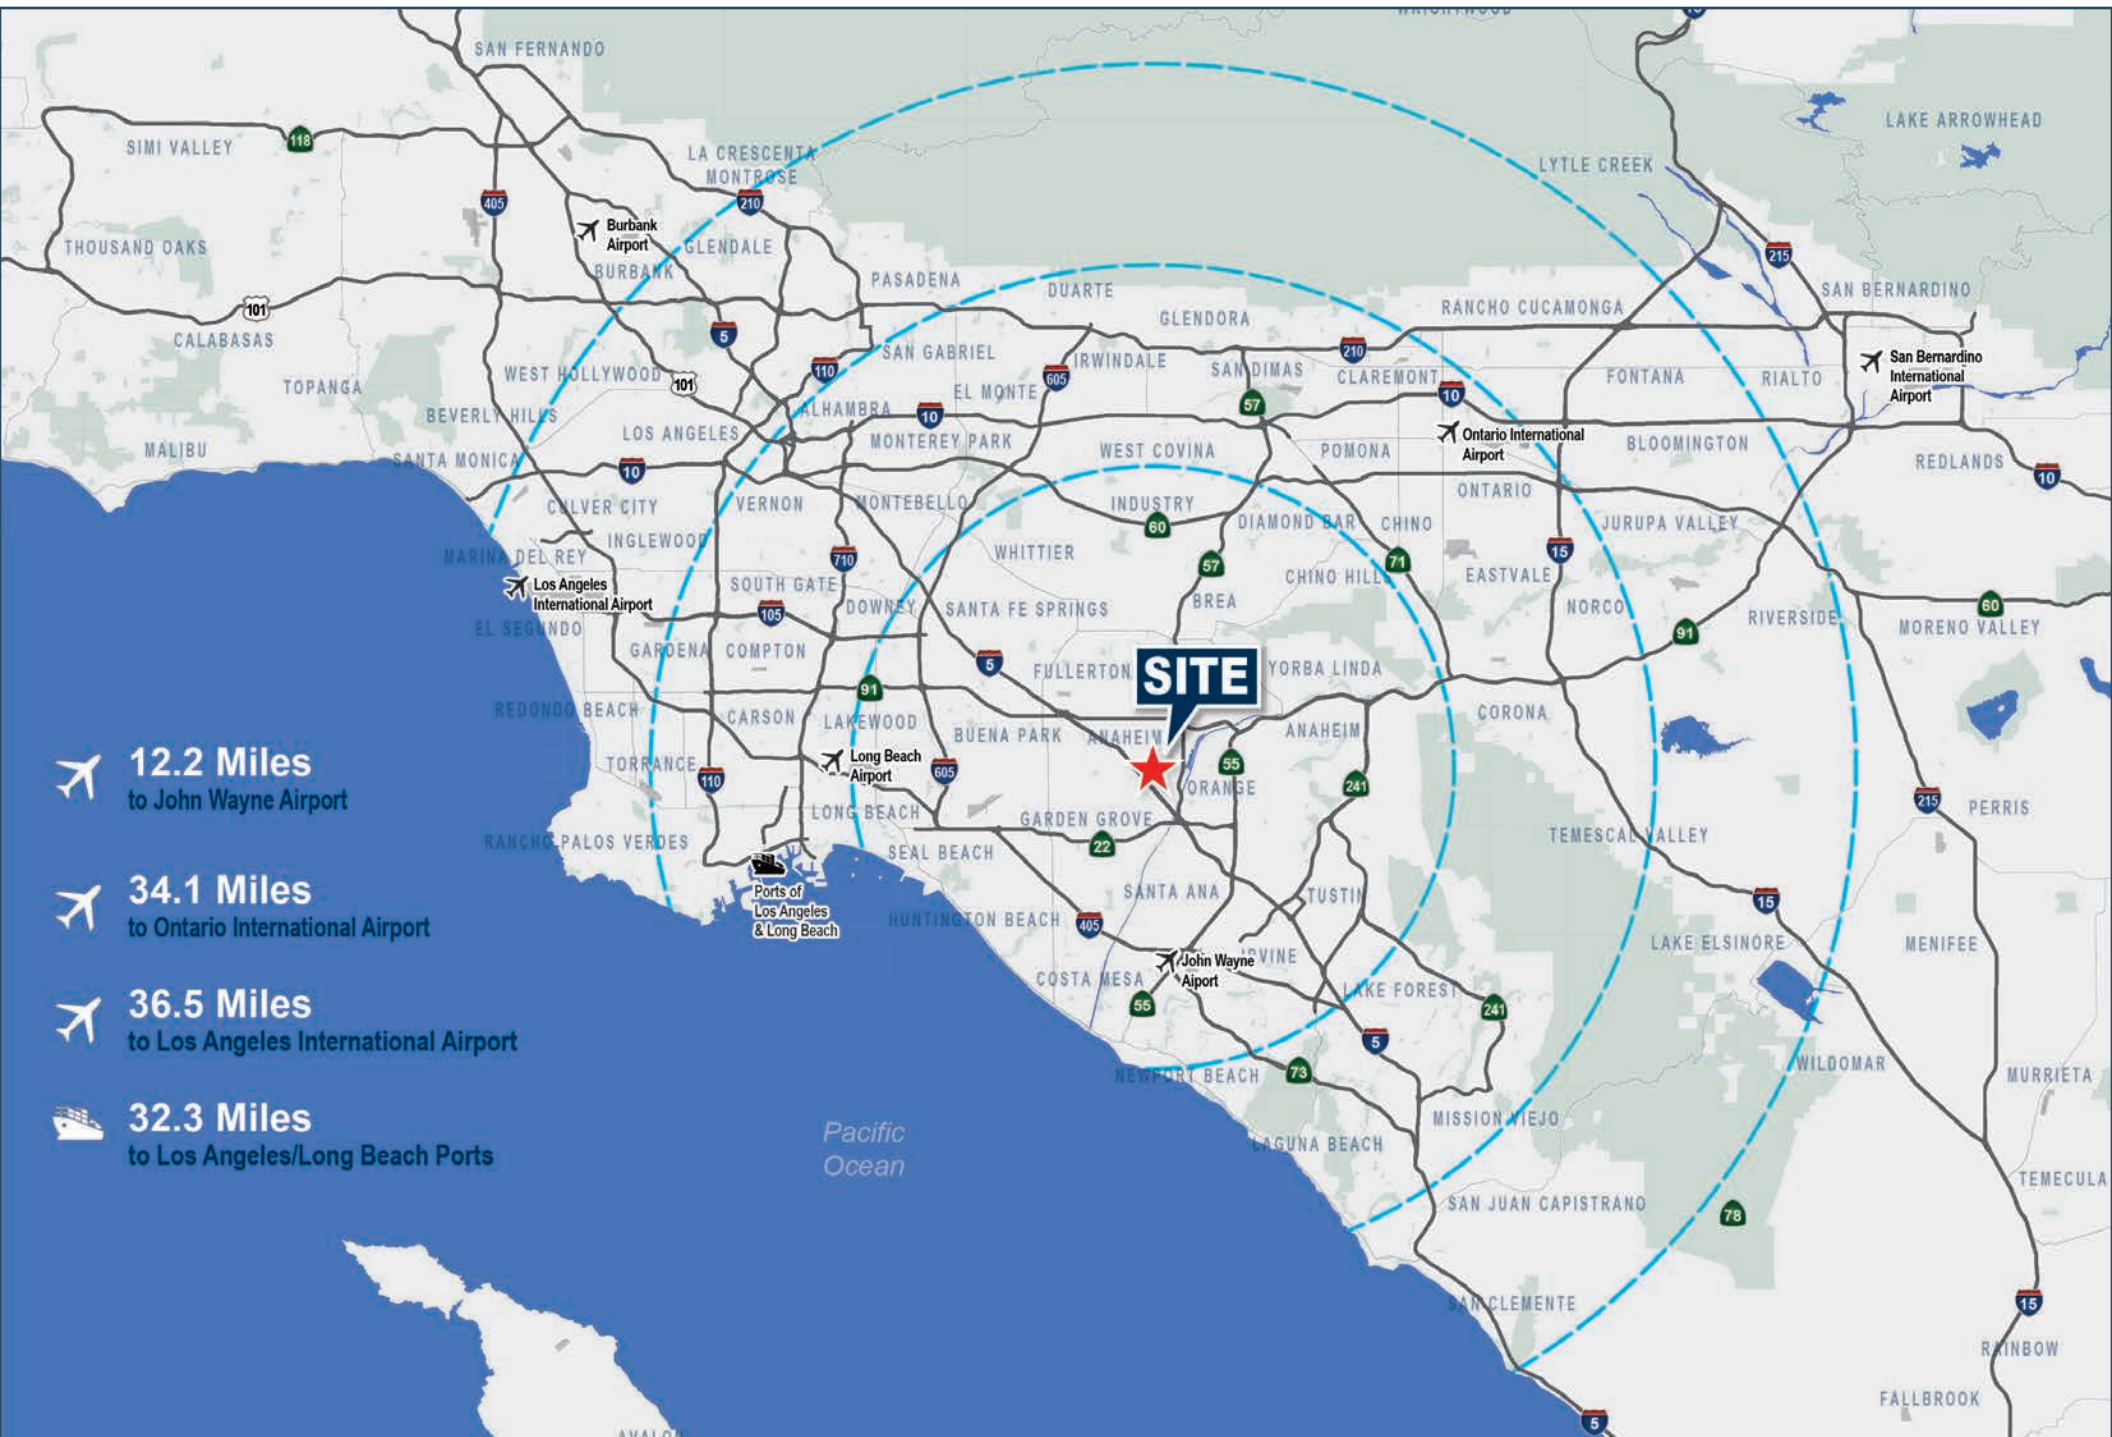 WRIGHTWOOD
SAN FERNANDO
LAKE ARROWHEAD
118
SIMI VALLEY
LA CRESCENTA
MONTROSE
LYTLE CREEK
405
210
Burbank
Airport
THOUSAND OAKS
GLENDALE
215
BURBANK
PASADENA
DUARTE
SAN BERNARDINO
101
RANCHO CUCAMONGA
GLENDORA
5
CALABASAS
SAN GABRIEL
210
IRWINDALE
San Bernardino
International
Airport
WEST HOLLYWOOD
101
110
605
SAN DIMAS
CLAREMONT
FONTANA
RIALTO
TOPANGA
EL MONTE
10
57
BEVERLY HILLS
ALHAMBRA
10
LOS ANGELES
MONTEREY PARK
Ontario International
Airport
BLOOMINGTON
MALIBU
WEST COVINA
POMONA
SANTA MONICA
10
REDLANDS
10
ONTARIO
CULVER CITY
VERNON
MONTEBELLO
INDUSTRY
60
DIAMOND BAR
CHINO
JURUPA VALLEY
INGLEWOOD
WHITTIER
MARINA DEL REY
710
57
71
15
Los Angeles
International Airport
SOUTH GATE
CHINO HILLS
EASTVALE
BREA
105
DOWNEY
SANTA FE SPRINGS
NORCO
60
EL SEGUNDO
91
RIVERSIDE
MORENO VALLEY
GARDENA
COMPTON
5
FULLERTON
SITE
YORBA LINDA
91
REDONDO BEACH
CARSON
LAKEWOOD
CORONA
BUENA PARK
ANAHEIM
ANAHEIM
Long Beach
Airport
TORRANCE
110
605
55
ORANGE
241
215
PERRIS
LONG BEACH
GARDEN GROVE
22
TEMESCAL VALLEY
RANCHO PALOS VERDES
SEAL BEACH
Ports of
Los Angeles
& Long Beach
SANTA ANA
TUSTIN
15
HUNTINGTON BEACH
405
LAKE ELSINORE
MENIFEE
John Wayne
Aiport
IRVINE
COSTA MESA
55
LAKE FOREST
241
5
WILDOMAR
NEWPORT BEACH
73
MURRIETA
MISSION VIEJO
LAGUNA BEACH
TEMECULA
SAN JUAN CAPISTRANO
78
SAN CLEMENTE
15
RAINBOW
FALLBROOK
5
AVALON
Pacific
Ocean
12.2 Miles
to John Wayne Airport
34.1 Miles
to Ontario International Airport
36.5 Miles
to Los Angeles International Airport
32.3 Miles
to Los Angeles/Long Beach Ports